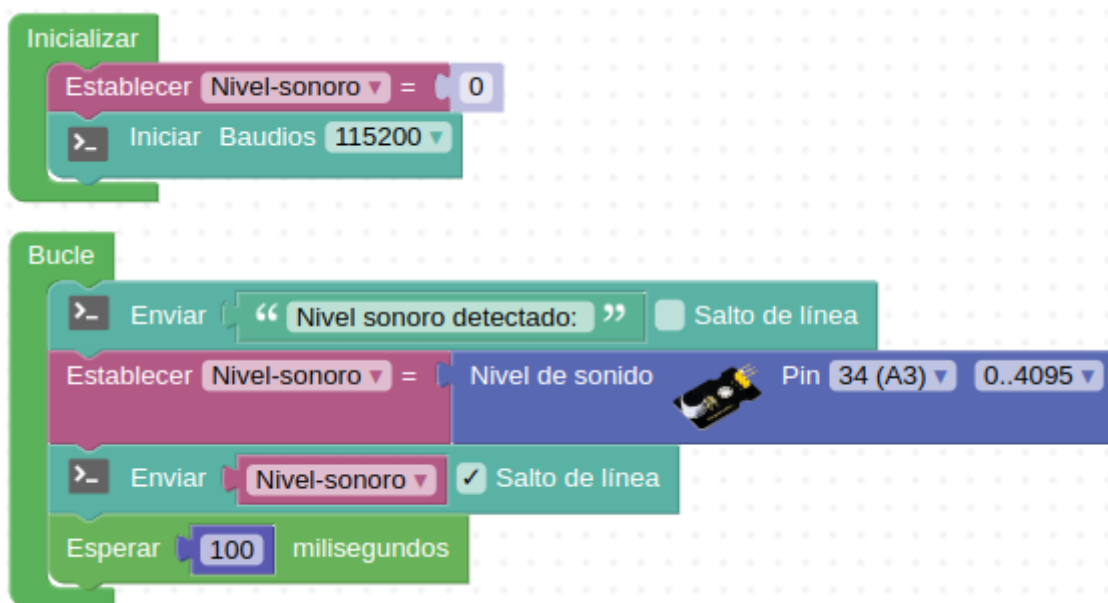 Inicializar
Establecer Nivel-sonoro ▾ = 0
>_ Iniciar Baudios 115200 ▾
Bucle
>_ Enviar “ Nivel sonoro detectado: ” Salto de línea
Establecer Nivel-sonoro ▾ = Nivel de sonido Pin 34 (A3) ▾ 0..4095 ▾
>_ Enviar Nivel-sonoro ▾ ✓ Salto de línea
Esperar 100 milisegundos